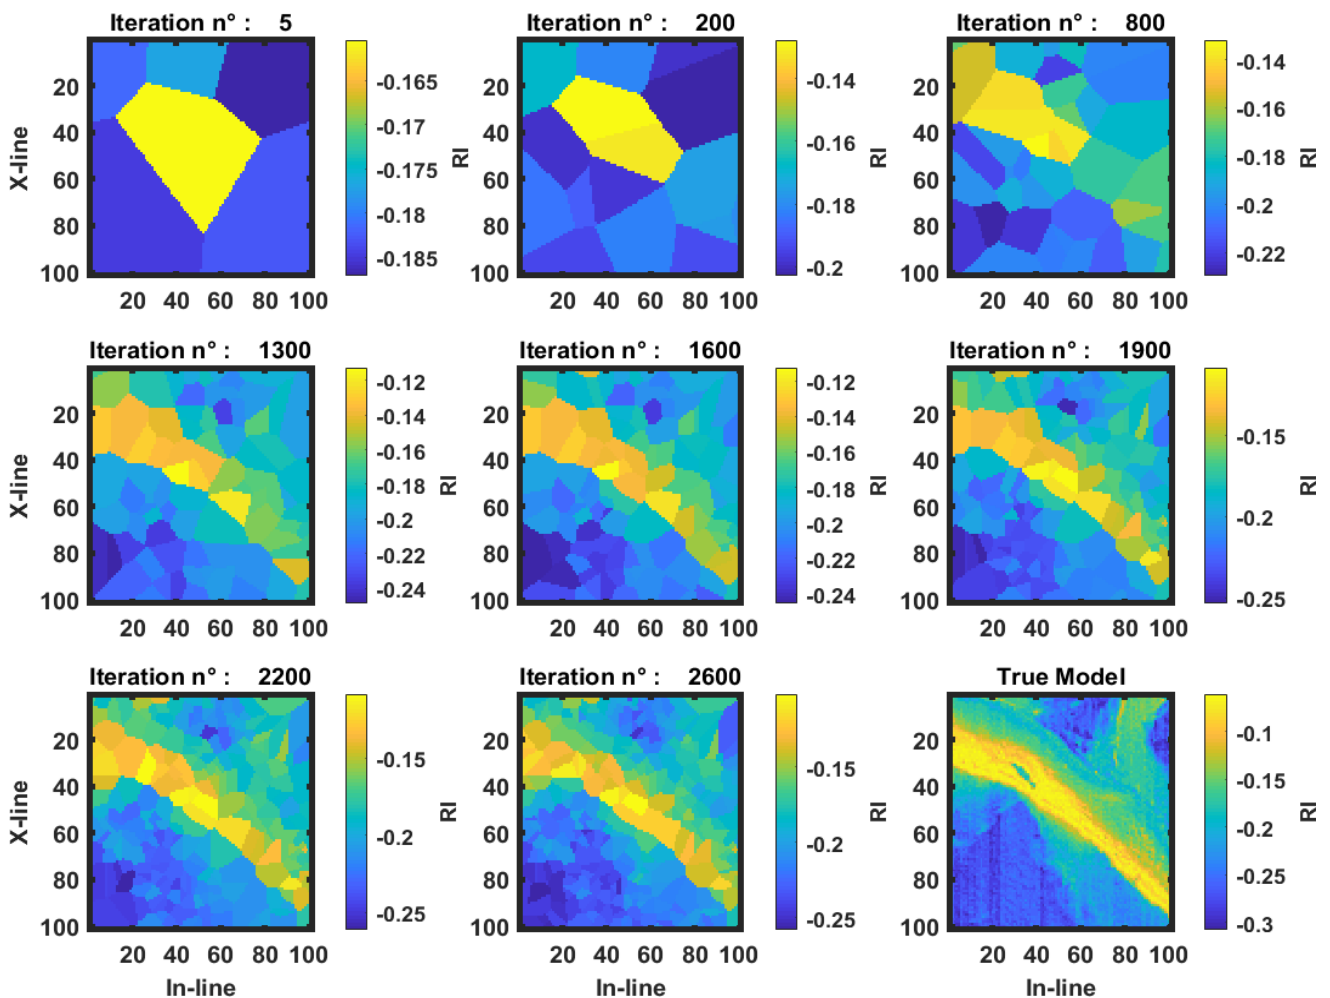 Iteration n° : 5
Iteration n° : 200
Iteration n° : 800
X-line
20
40
60
80
100
20 40 60 80 100
-0.165
-0.17
-0.175
-0.18
-0.185
RI
20
40
60
80
100
20 40 60 80 100
-0.14
-0.16
-0.18
-0.2
RI
20
40
60
80
100
20 40 60 80 100
-0.14
-0.16
-0.18
-0.2
-0.22
RI
Iteration n° : 1300
Iteration n° : 1600
Iteration n° : 1900
X-line
20
40
60
80
100
20 40 60 80 100
-0.12
-0.14
-0.16
-0.18
-0.2
-0.22
-0.24
RI
20
40
60
80
100
20 40 60 80 100
-0.12
-0.14
-0.16
-0.18
-0.2
-0.22
-0.24
RI
20
40
60
80
100
20 40 60 80 100
-0.15
-0.2
-0.25
RI
Iteration n° : 2200
Iteration n° : 2600
True Model
X-line
20
40
60
80
100
20 40 60 80 100
In-line
-0.15
-0.2
-0.25
RI
20
40
60
80
100
20 40 60 80 100
In-line
-0.15
-0.2
-0.25
RI
20
40
60
80
100
20 40 60 80 100
In-line
-0.1
-0.15
-0.2
-0.25
-0.3
RI